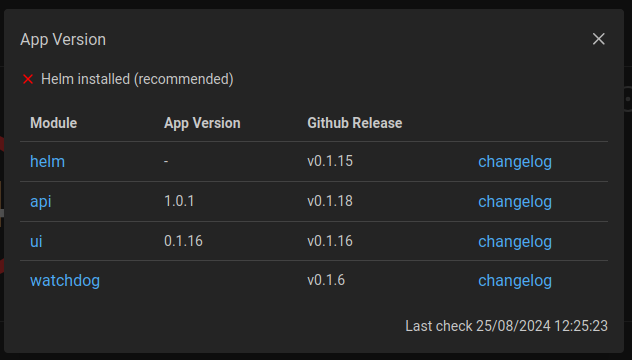 App Version
Helm installed (recommended)
Module App Version Github Release
helm - v0.1.15 changelog
api 1.0.1 v0.1.18 changelog
ui 0.1.16 v0.1.16 changelog
watchdog v0.1.6 changelog
Last check 25/08/2024 12:25:23